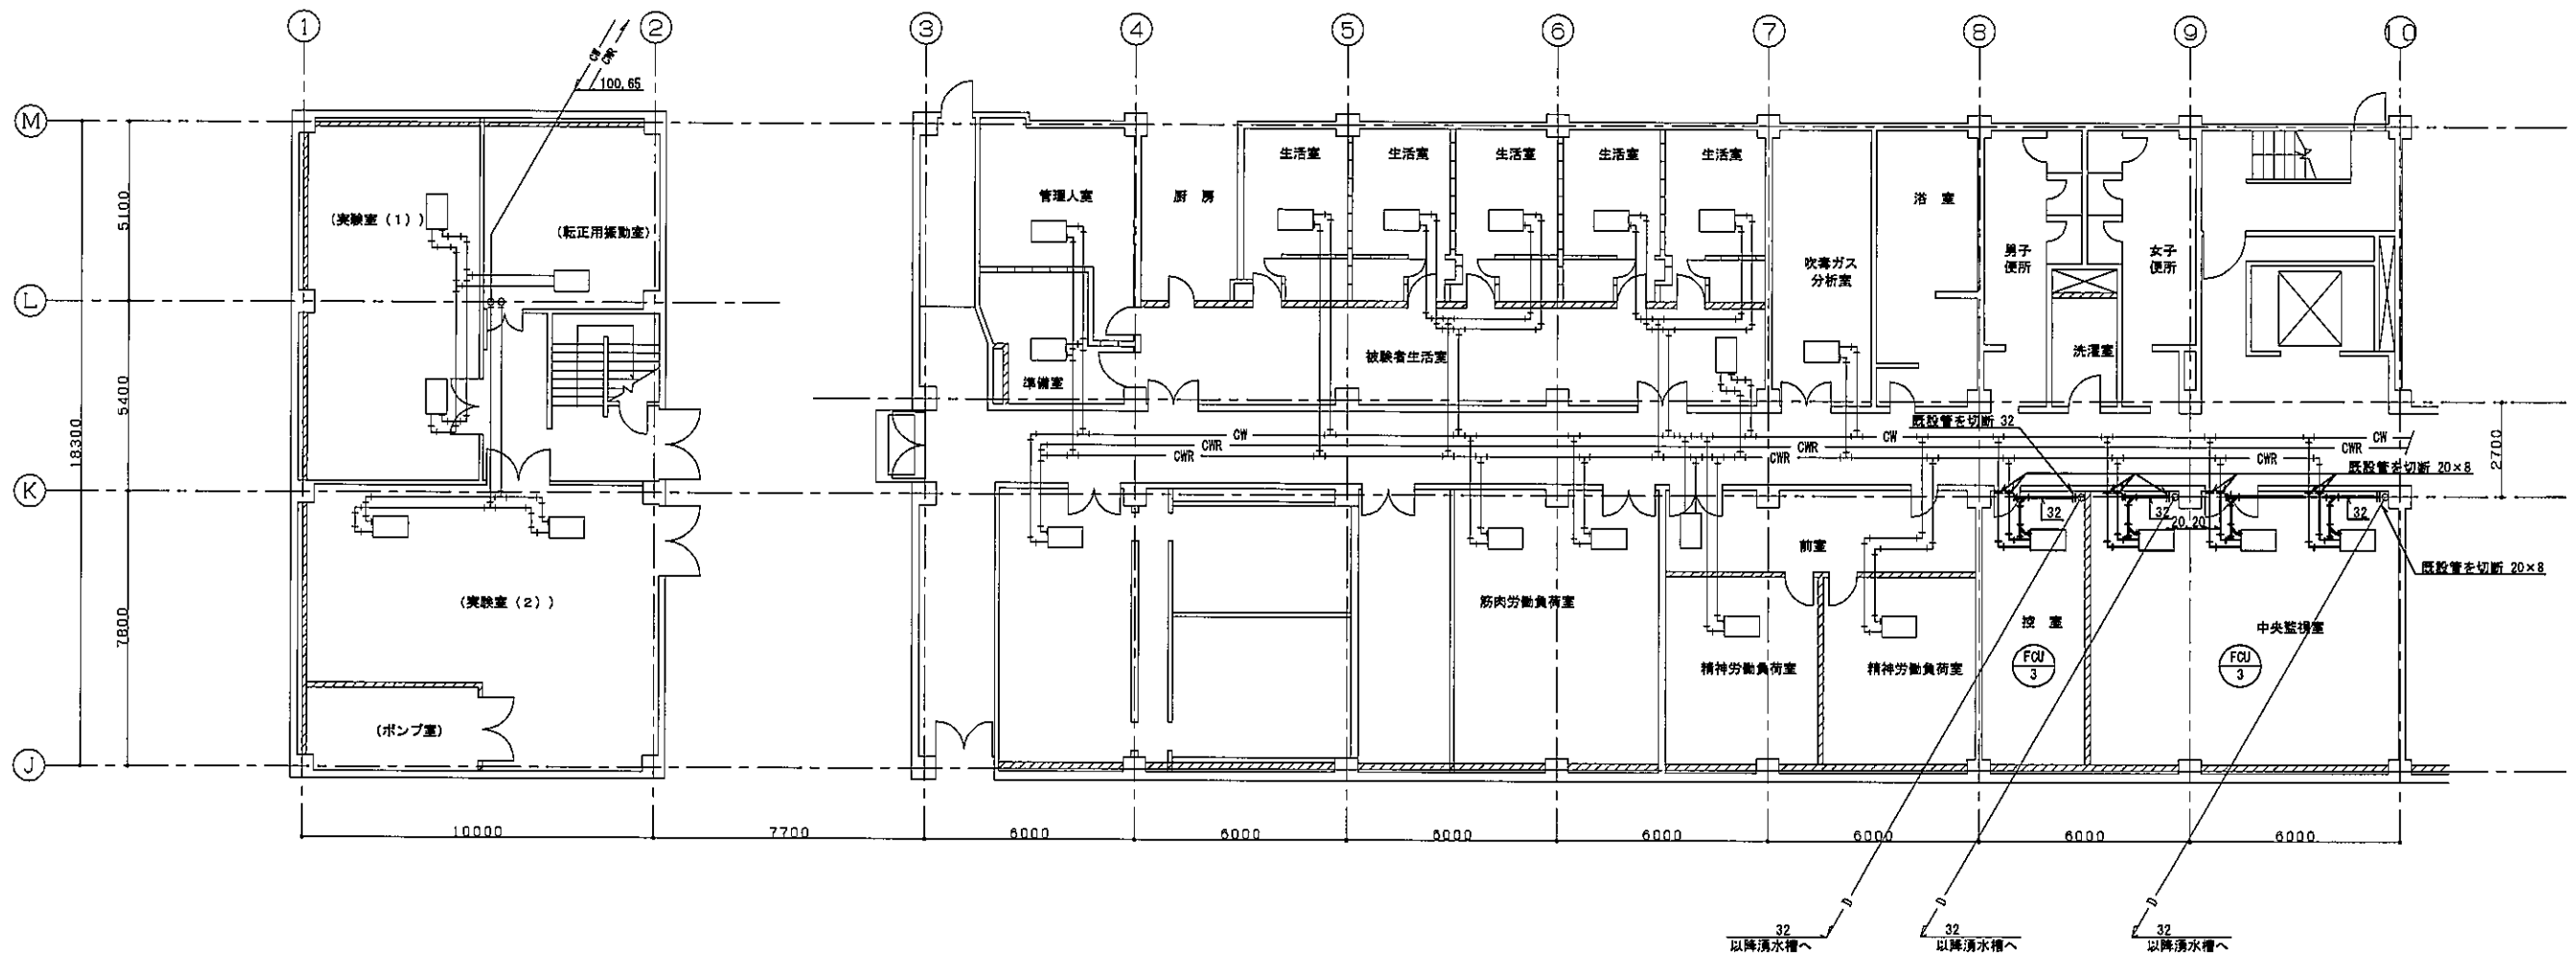 1
2
3
4
5
6
7
8
9
10
CW
CWR
100,65
M
L
K
J
5100
5400
7800
18300
2700
(実験室(1))
(転正用振動室)
(実験室(2))
(ポンプ室)
管理人室
厨 房
生活室
生活室
生活室
生活室
生活室
浴 室
吹毒ガス
分析室
男子
便所
女子
便所
洗濯室
準備室
被験者生活室
CW
CWR
CWR
CWR
CWR
CW
CWR
CW
CWR
既設管を切断 32
既設管を切断 20×8
32
32
20,20
32
既設管を切断 20×8
前室
筋肉労働負荷室
精神労働負荷室
精神労働負荷室
控 室
FCU
3
中央監視室
FCU
3
10000
7700
6000
6000
6000
6000
6000
6000
6000
D
32
以降湧水槽へ
D
32
以降湧水槽へ
D
32
以降湧水槽へ